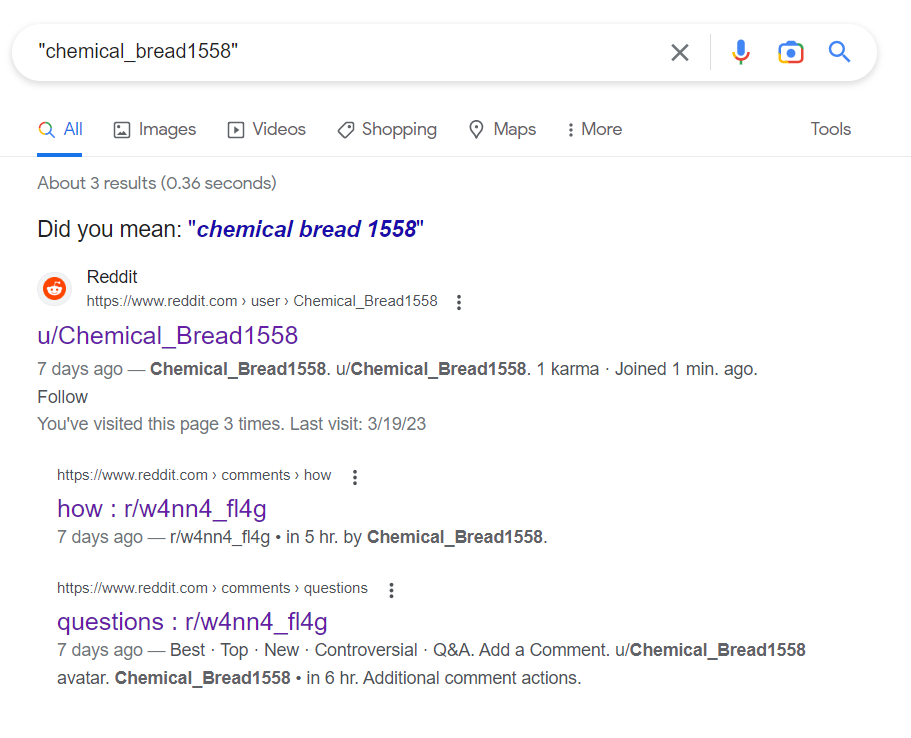 "chemical_bread1558"
All Images Videos Shopping Maps More Tools
About 3 results (0.36 seconds)
Did you mean: "chemical bread 1558"
Reddit
https://www.reddit.com › user › Chemical_Bread1558
u/Chemical_Bread1558
7 days ago — Chemical_Bread1558. u/Chemical_Bread1558. 1 karma · Joined 1 min. ago.
Follow
You've visited this page 3 times. Last visit: 3/19/23
https://www.reddit.com › comments › how
how : r/w4nn4_fl4g
7 days ago — r/w4nn4_fl4g • in 5 hr. by Chemical_Bread1558.
https://www.reddit.com › comments › questions
questions : r/w4nn4_fl4g
7 days ago — Best · Top · New · Controversial · Q&A. Add a Comment. u/Chemical_Bread1558
avatar. Chemical_Bread1558 • in 6 hr. Additional comment actions.